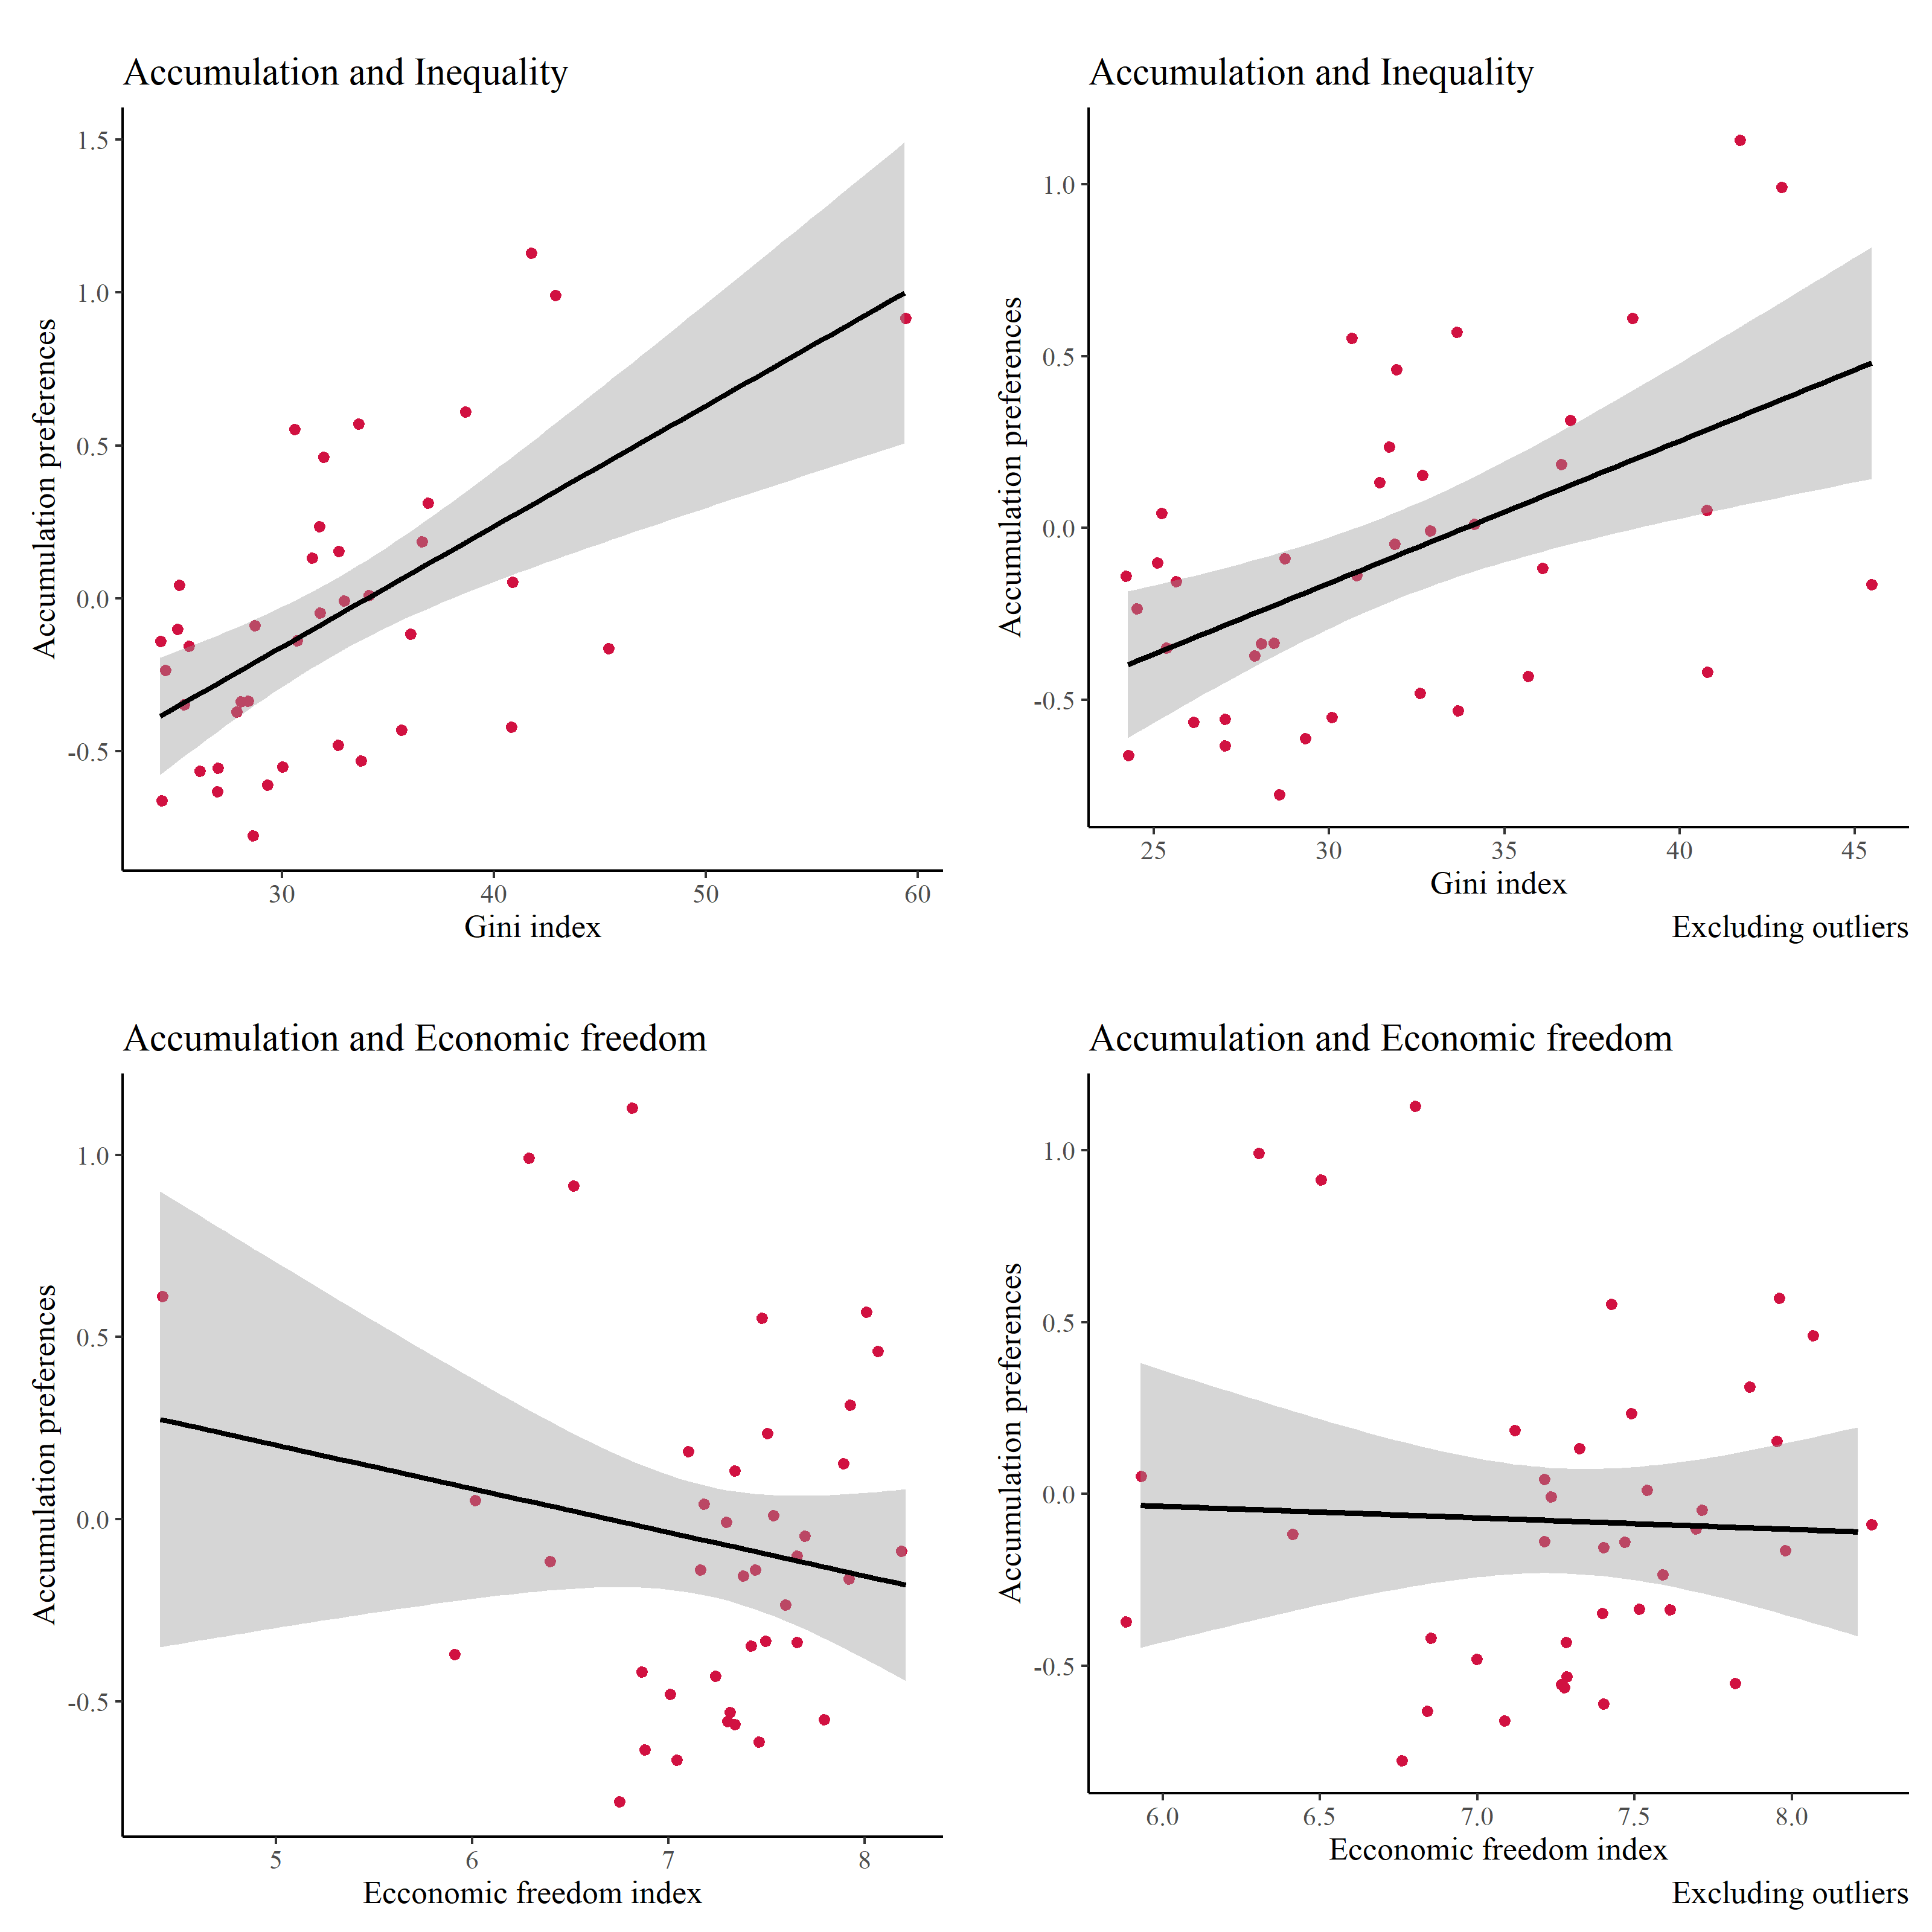 Accumulation and Inequality
1.5
1.0
0.5
0.0
-0.5
Accumulation preferences
30 40 50 60
Gini index
Accumulation and Inequality
1.0
0.5
0.0
-0.5
Accumulation preferences
25 30 35 40 45
Gini index
Excluding outliers
Accumulation and Economic freedom
1.0
0.5
0.0
-0.5
Accumulation preferences
5 6 7 8
Ecconomic freedom index
Accumulation and Economic freedom
1.0
0.5
0.0
-0.5
Accumulation preferences
6.0 6.5 7.0 7.5 8.0
Ecconomic freedom index
Excluding outliers